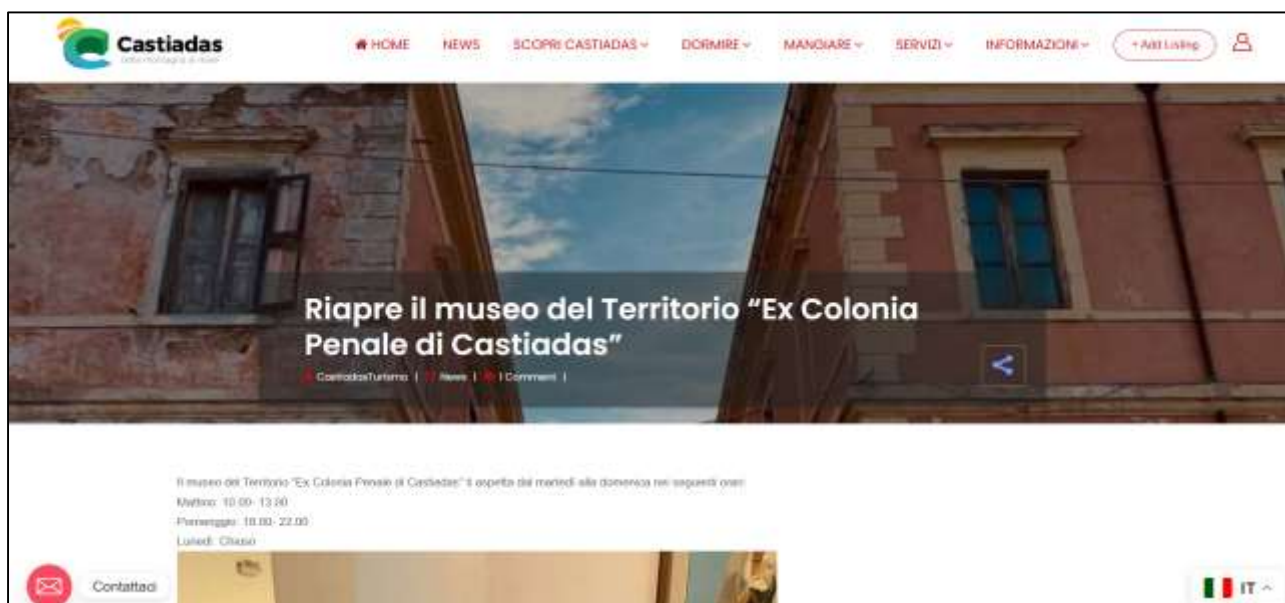 Castiadas
HOME NEWS SCOPRI CASTIADAS DORMIRE MANGIARE SERVIZI INFORMAZIONI + Add Listing
Riapre il museo del Territorio “Ex Colonia
Penale di Castiadas”
CastiadasTurismo | News | 1 Comment |
Il museo del Territorio "Ex Colonia Penale di Castiadas" ti aspetta dal martedì alla domenica nei seguenti orari:
Mattino: 10.00- 13.00
Pomeriggio: 18.00- 22.00
Lunedì: Chiuso
Contattaci
IT